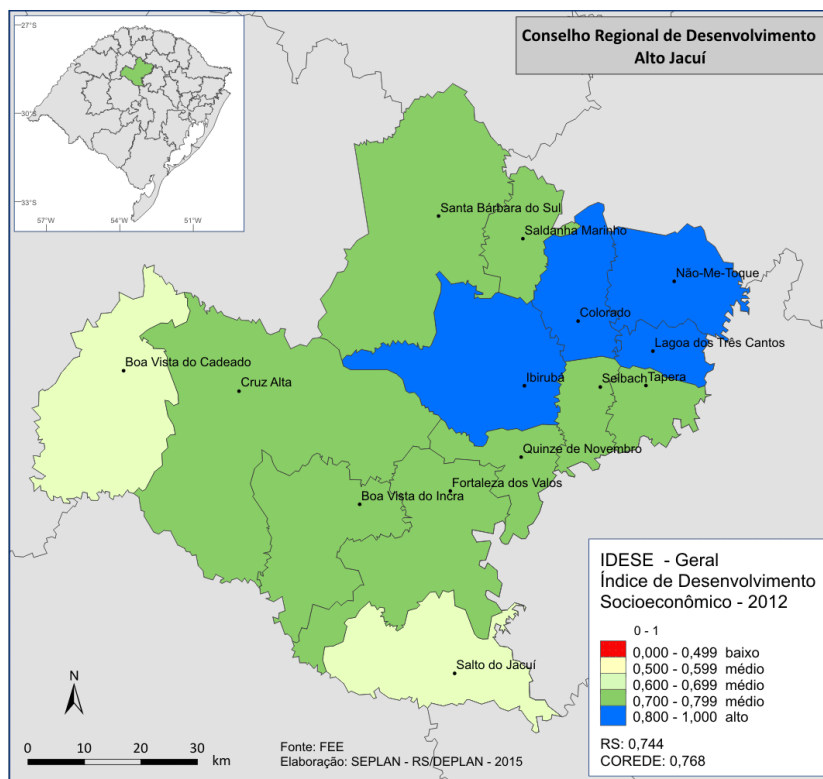 Conselho Regional de Desenvolvimento
Alto Jacuí
27°S
30°S
33°S
57°W
54°W
51°W
Santa Bárbara do Sul
Saldanha Marinho
Não-Me-Toque
Colorado
Lagoa dos Três Cantos
Boa Vista do Cadeado
Cruz Alta
Ibirubá
Selbach
Tapera
Quinze de Novembro
Fortaleza dos Valos
Boa Vista do Incra
Salto do Jacuí
IDESE - Geral
Índice de Desenvolvimento
Socioeconômico - 2012
0 - 1
0,000 - 0,499 baixo
0,500 - 0,599 médio
0,600 - 0,699 médio
0,700 - 0,799 médio
0,800 - 1,000 alto
RS: 0,744
COREDE: 0,768
N
0 10 20 30
km
Fonte: FEE
Elaboração: SEPLAN - RS/DEPLAN - 2015